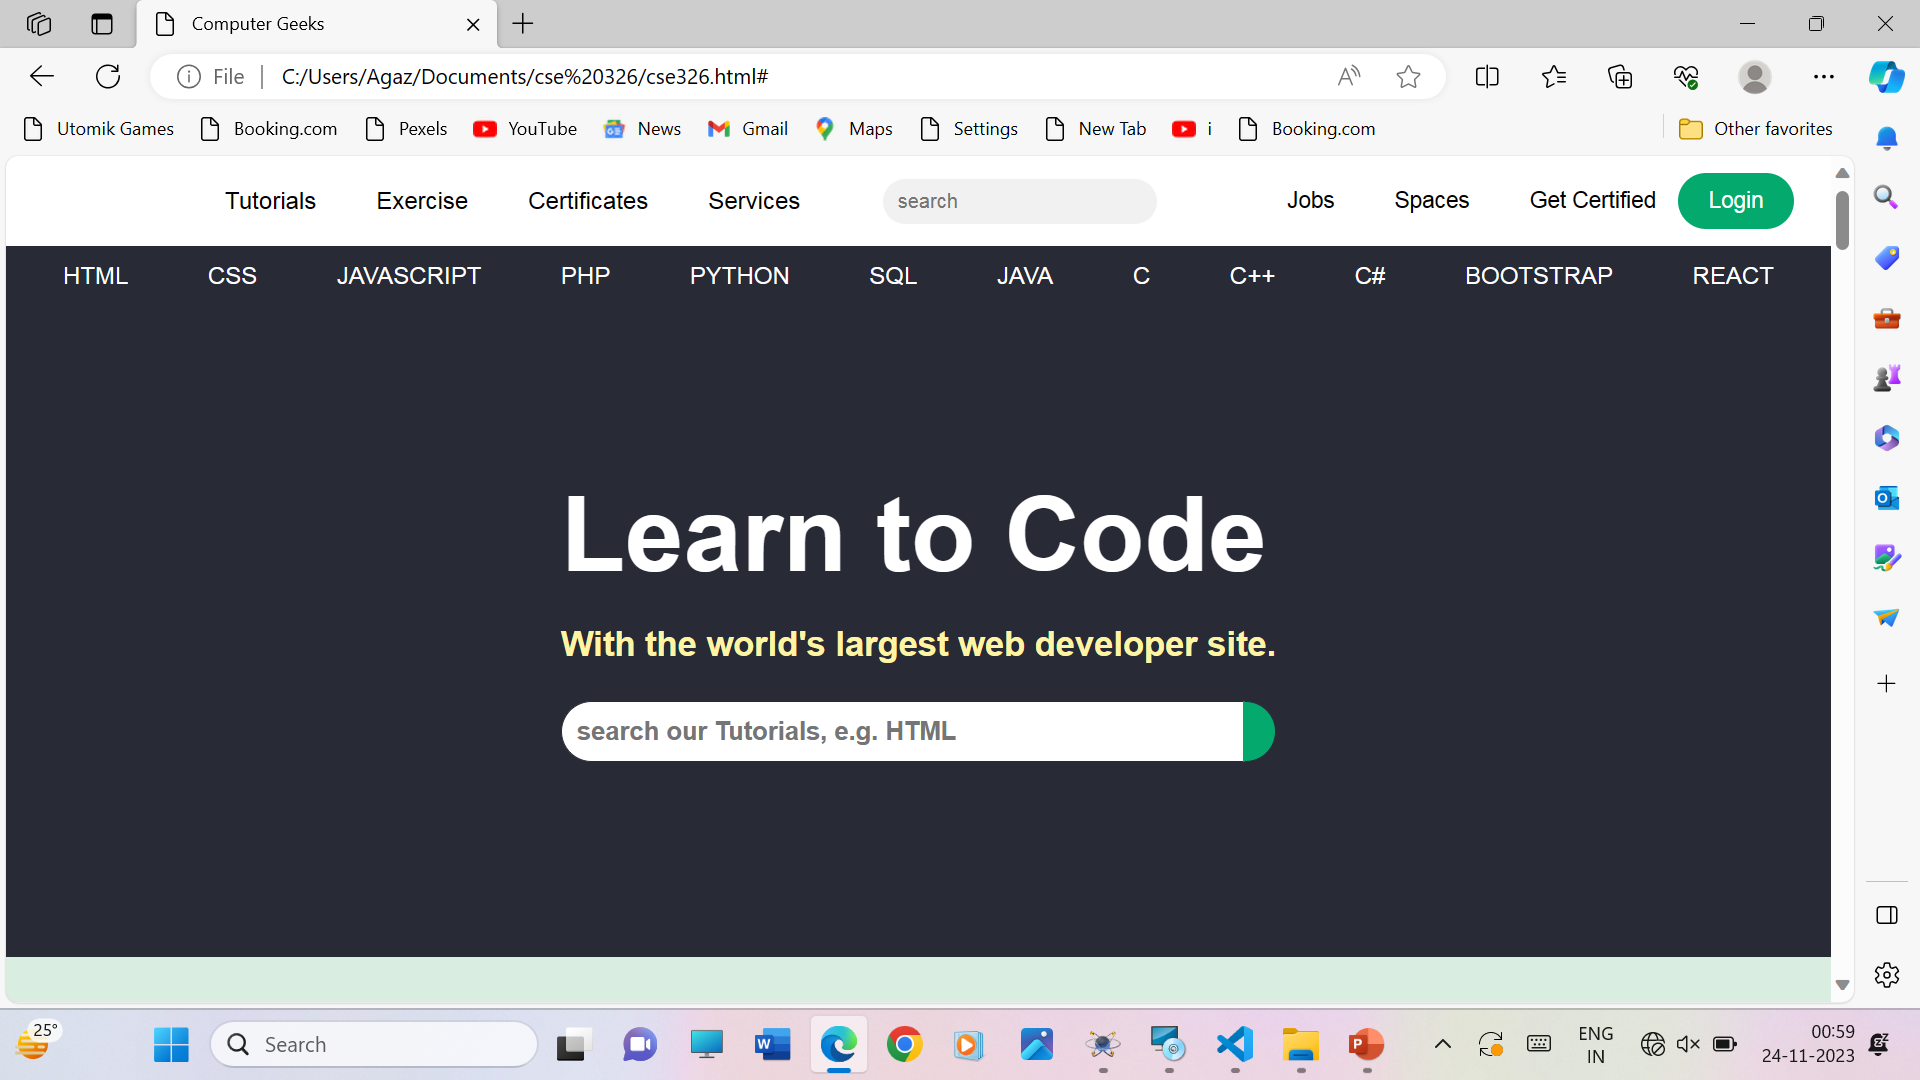 Computer Geeks
File C:/Users/Agaz/Documents/cse%20326/cse326.html#
Utomik Games Booking.com Pexels YouTube News Gmail Maps Settings New Tab i Booking.com Other favorites
Tutorials Exercise Certificates Services search Jobs Spaces Get Certified Login
HTML CSS JAVASCRIPT PHP PYTHON SQL JAVA C C++ C# BOOTSTRAP REACT
Learn to Code
With the world's largest web developer site.
search our Tutorials, e.g. HTML
25°
Search
ENG
IN
00:59
24-11-2023